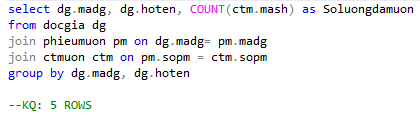 select dg.madg, dg.hoten, COUNT(ctm.mash) as Soluongdamuon
from docgia dg
join phieumuon pm on dg.madg= pm.madg
join ctmuon ctm on pm.sopm = ctm.sopm
group by dg.madg, dg.hoten
--KQ: 5 ROWS